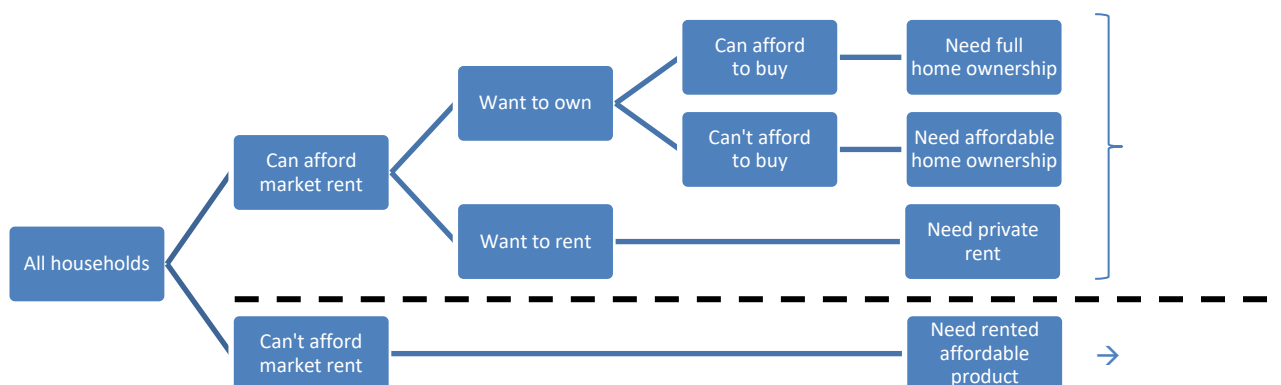 Can afford
to buy
Need full
home ownership
Want to own
Can afford
market rent
Can't afford
to buy
Need affordable
home ownership
All households
Want to rent
Need private
rent
Can't afford
market rent
Need rented
affordable
product
→